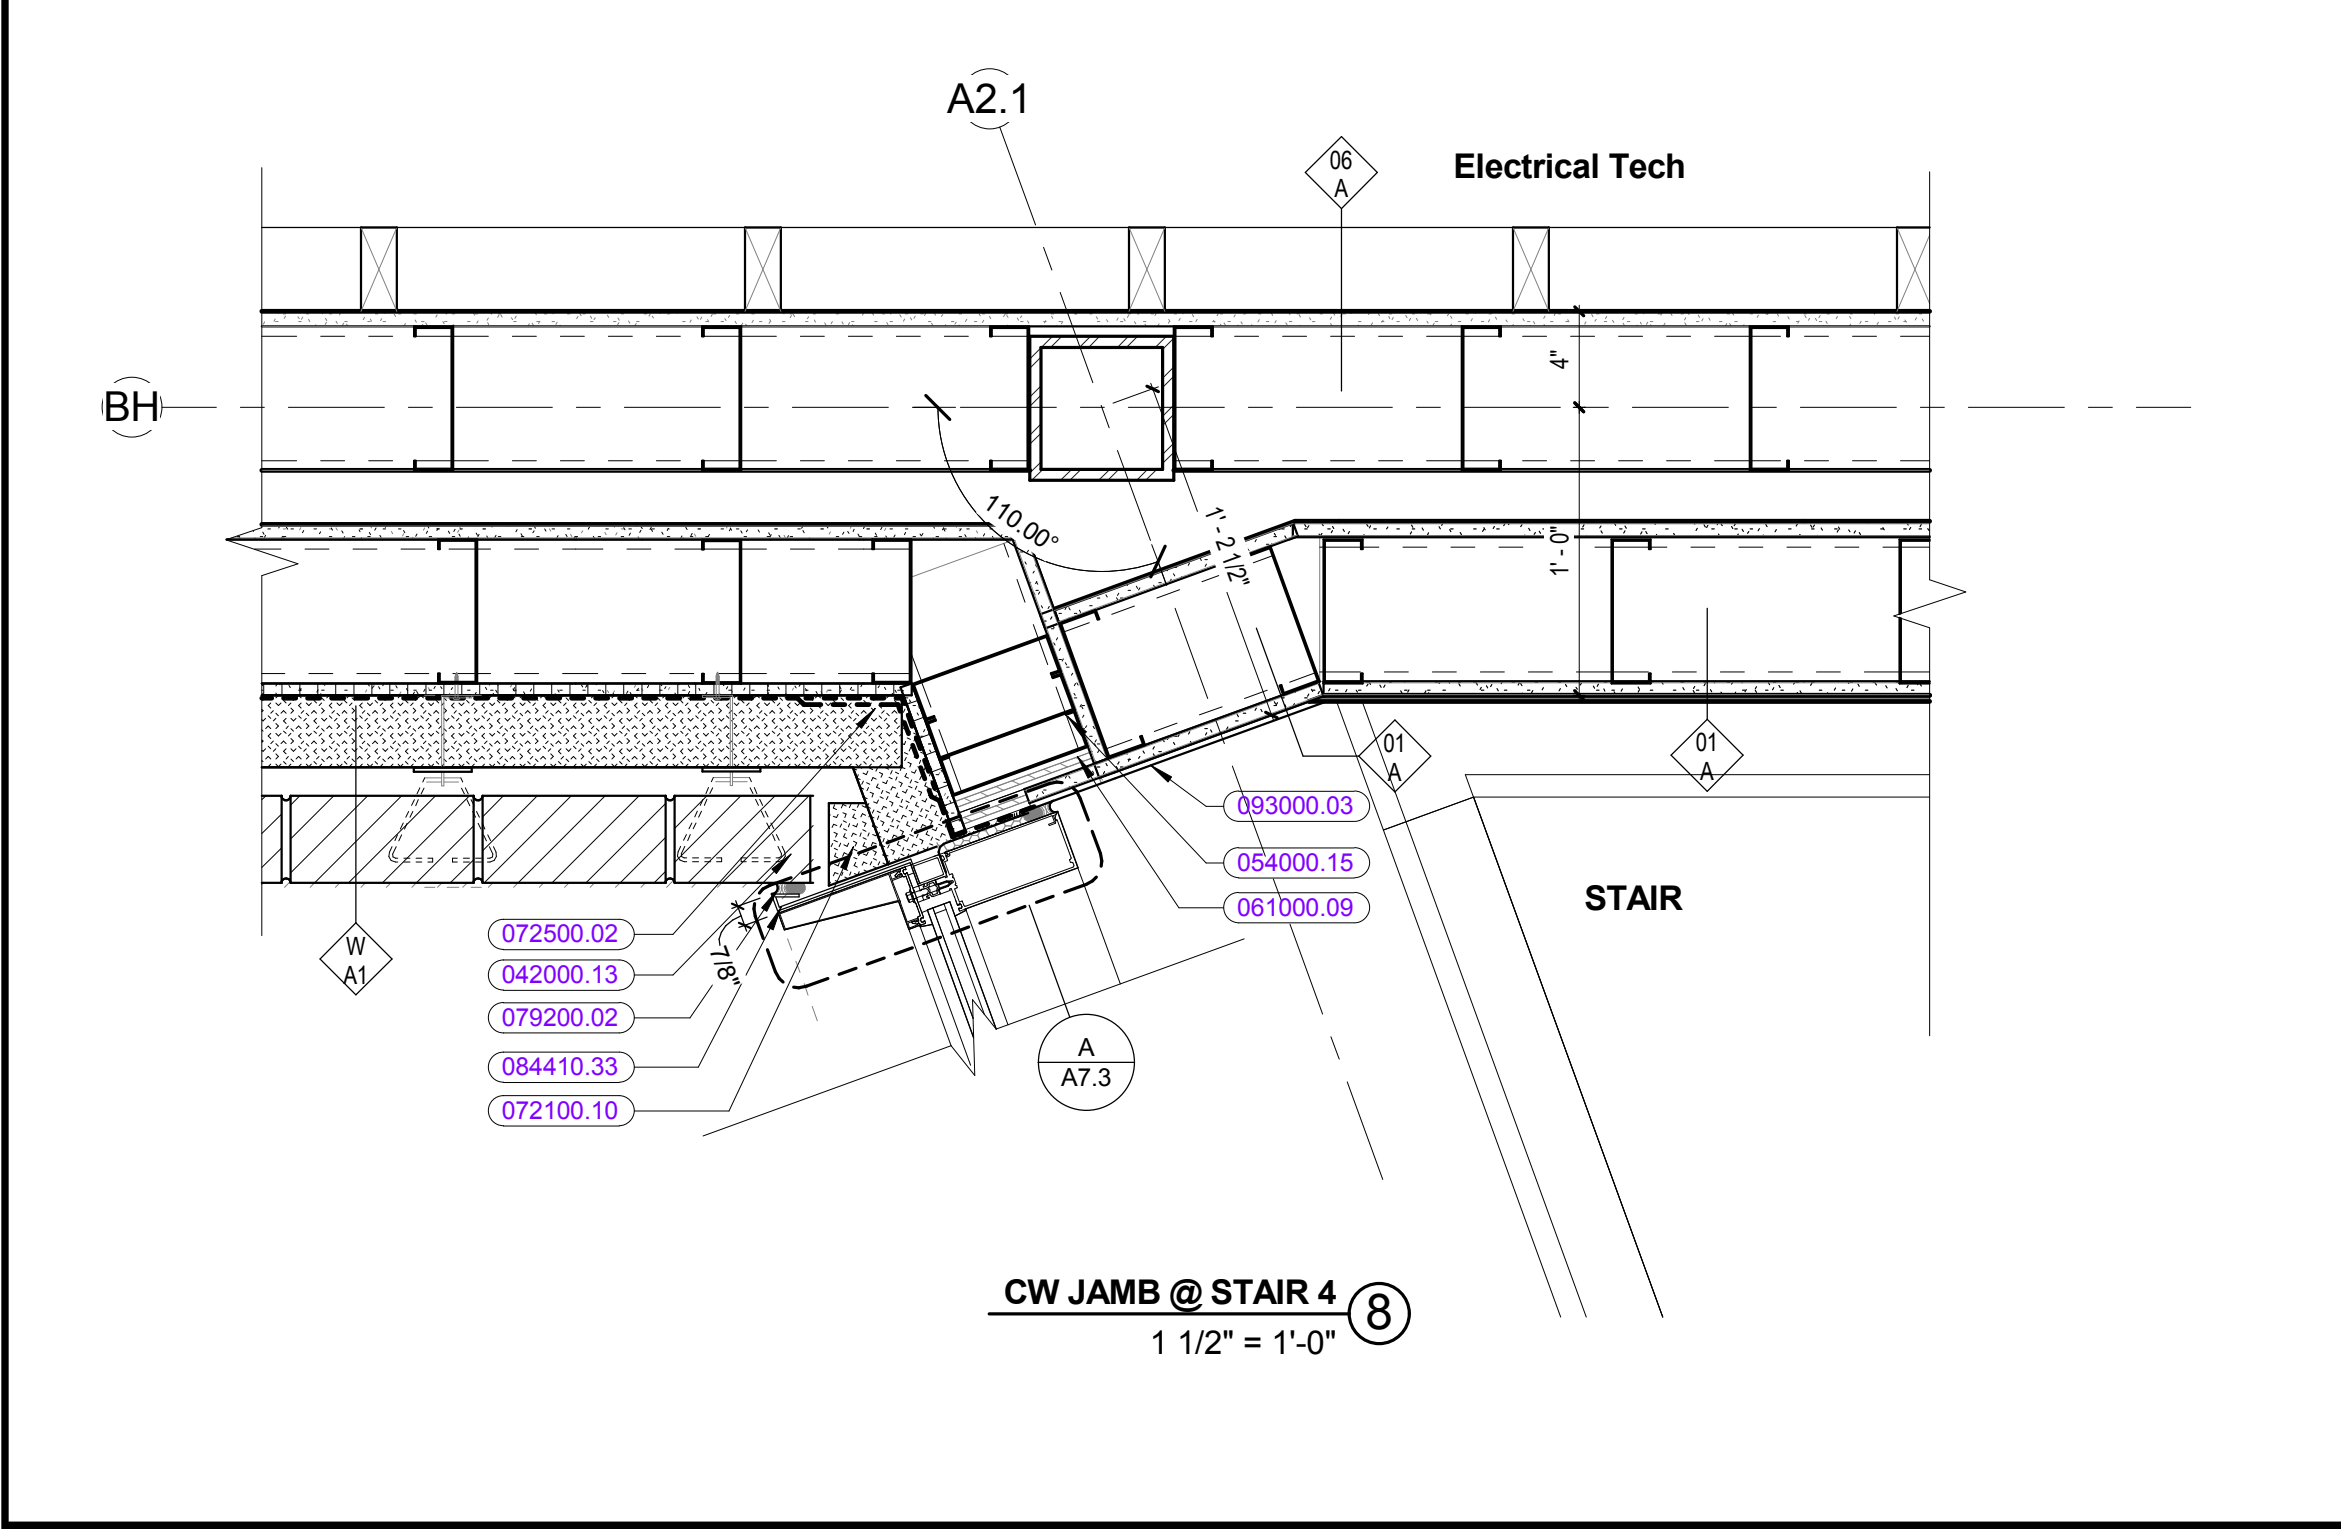 A2.1
06
A
Electrical Tech
BH
4"
110.00°
1' - 2 1/2"
1' - 0"
01
A
01
A
093000.03
054000.15
061000.09
STAIR
072500.02
042000.13
079200.02
084410.33
072100.10
W
A1
7/8"
A
A7.3
CW JAMB @ STAIR 4
8
1 1/2" = 1'-0"